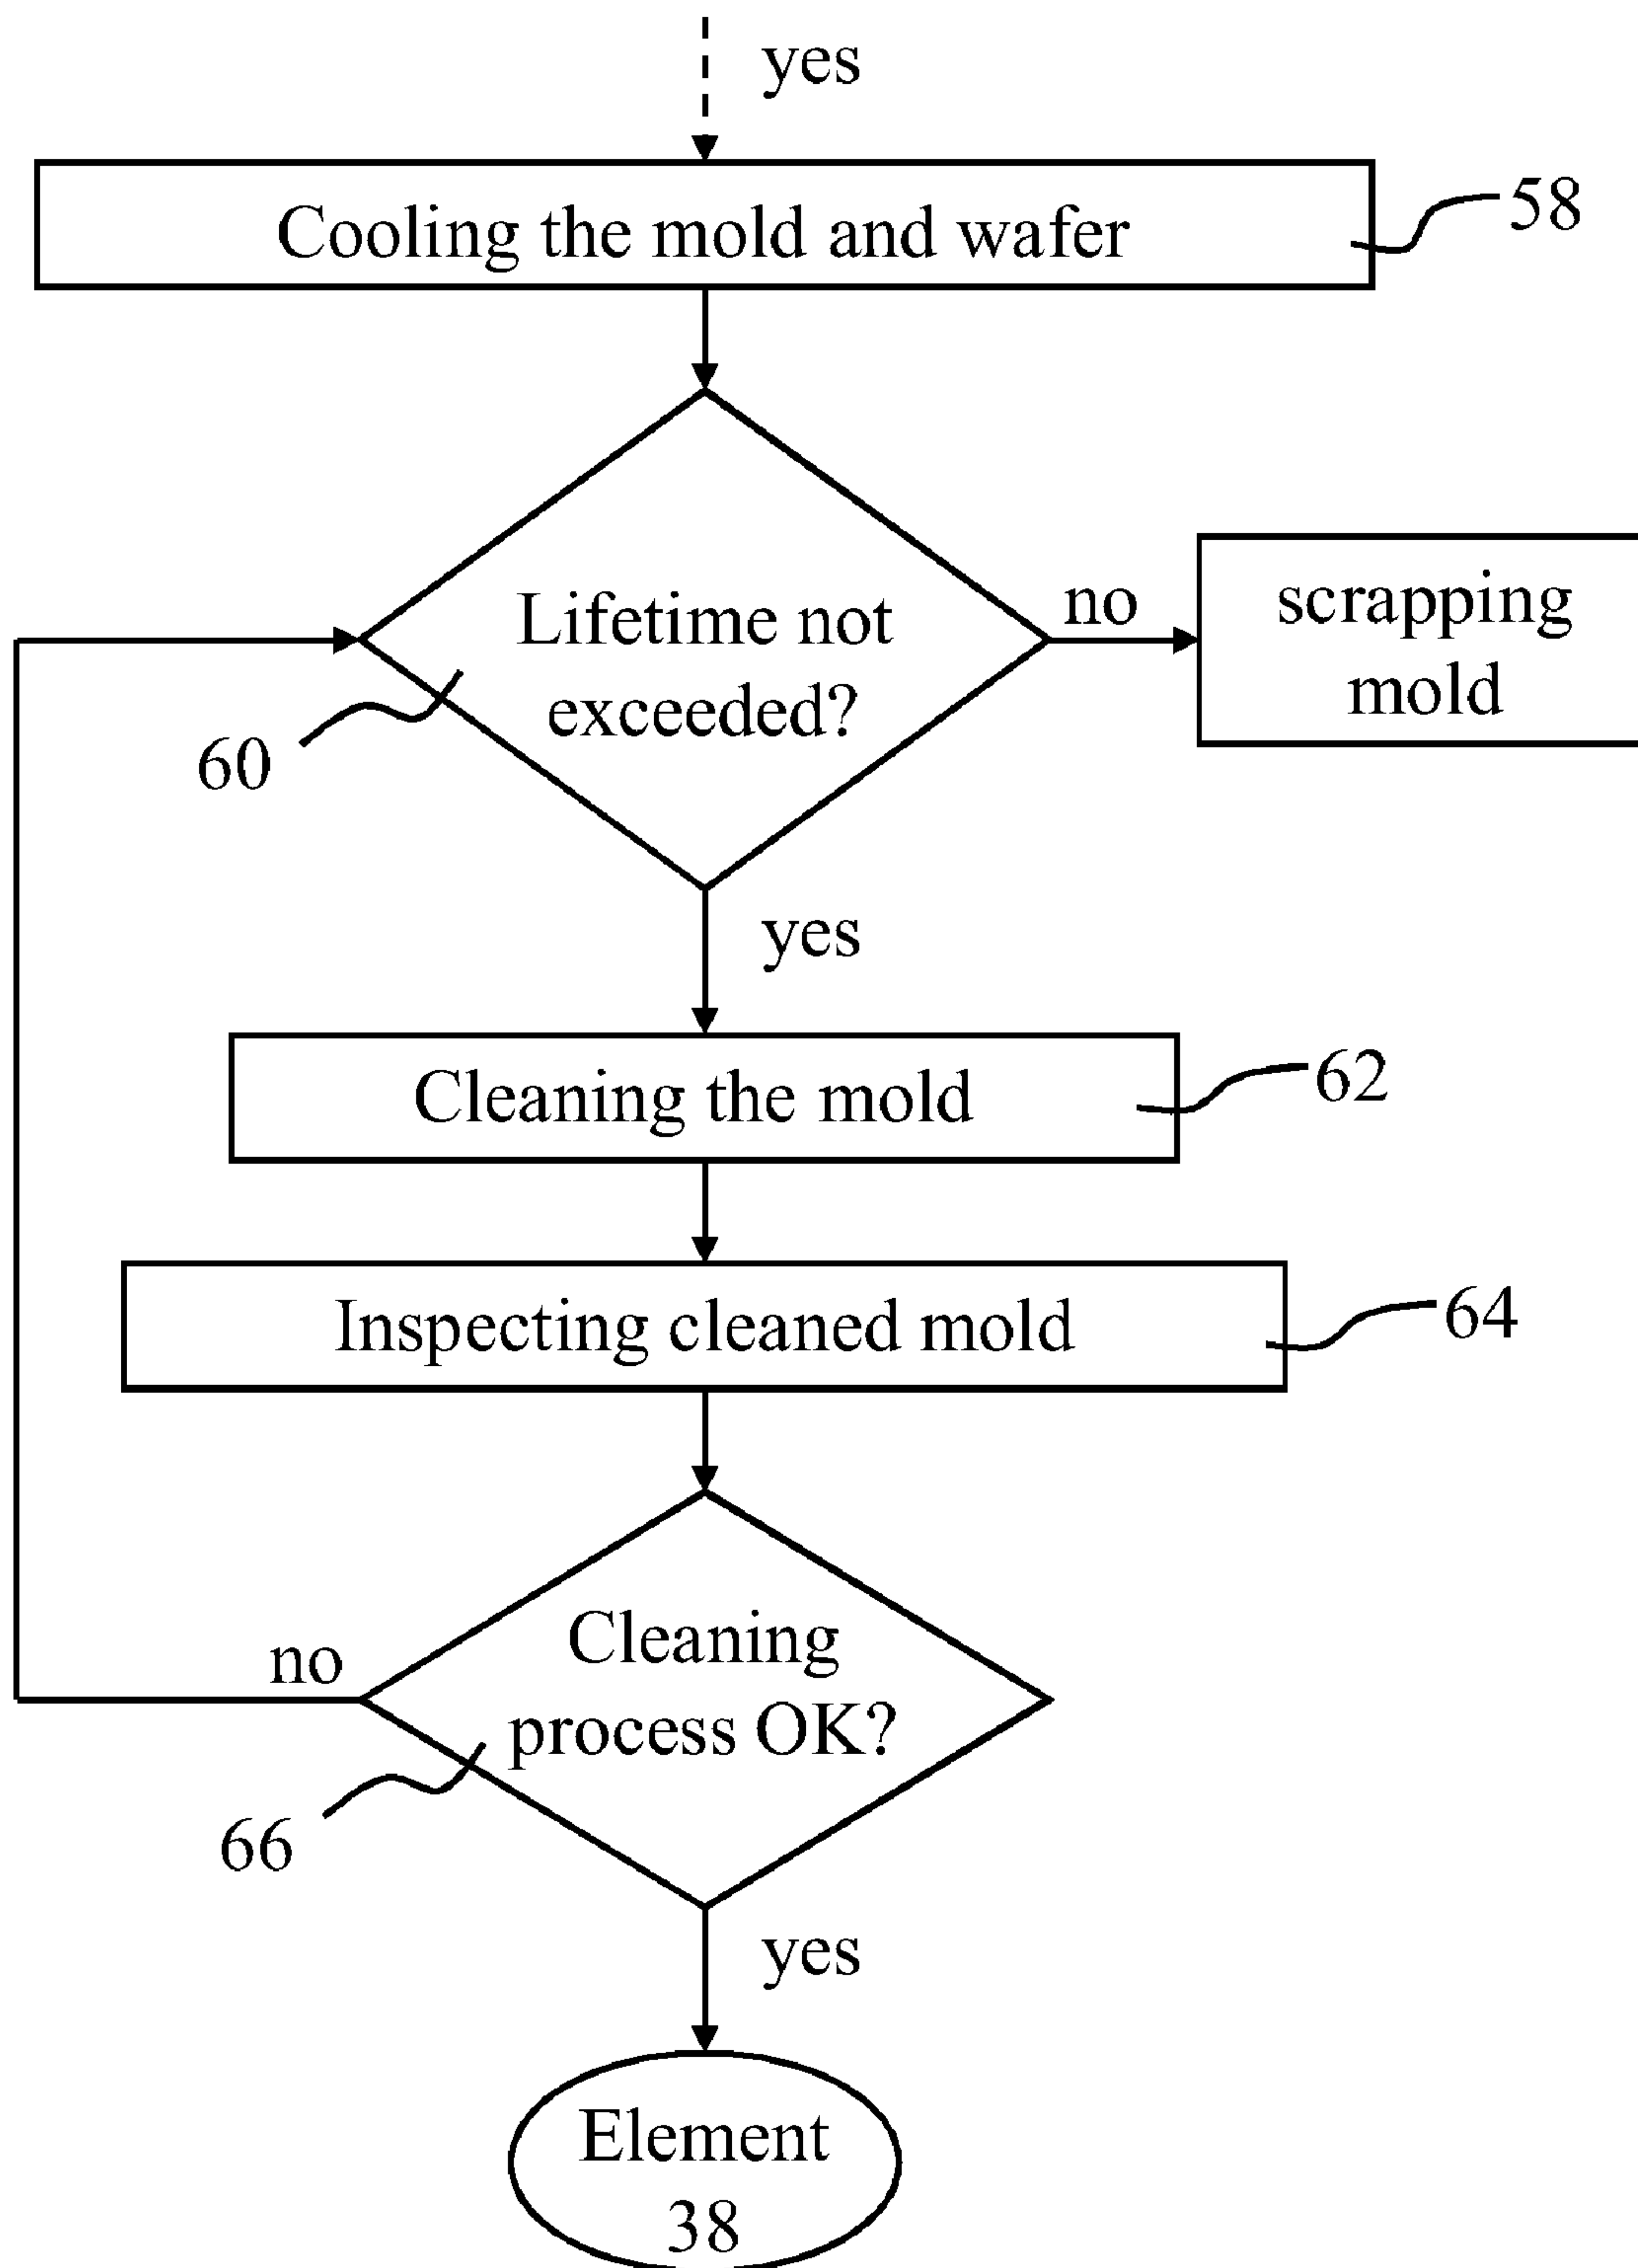 yes
Cooling the mold and wafer
58
Lifetime not
exceeded?
60
no
scrapping
mold
yes
Cleaning the mold
62
Inspecting cleaned mold
64
Cleaning
process OK?
no
66
yes
Element
38